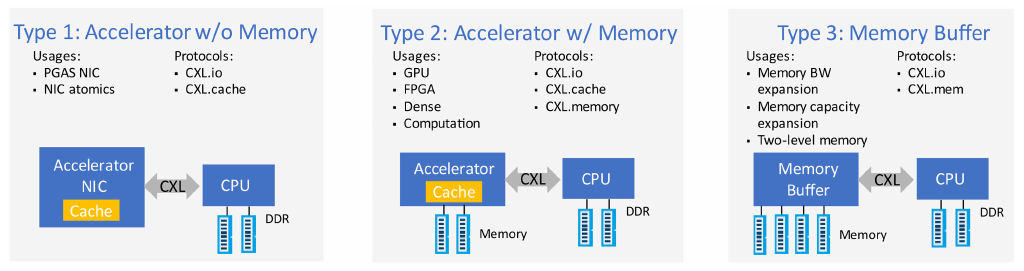 Type 1: Accelerator w/o Memory
Usages:
▪ PGAS NIC
▪ NIC atomics
Protocols:
▪ CXL.io
▪ CXL.cache
Accelerator
NIC
Cache
CXL
CPU
DDR
Type 2: Accelerator w/ Memory
Usages:
▪ GPU
▪ FPGA
▪ Dense
▪ Computation
Protocols:
▪ CXL.io
▪ CXL.cache
▪ CXL.memory
Accelerator
Cache
CXL
CPU
DDR
Memory
Type 3: Memory Buffer
Usages:
▪ Memory BW
expansion
▪ Memory capacity
expansion
▪ Two-level memory
Protocols:
▪ CXL.io
▪ CXL.mem
Memory
Buffer
CXL
CPU
DDR
Memory